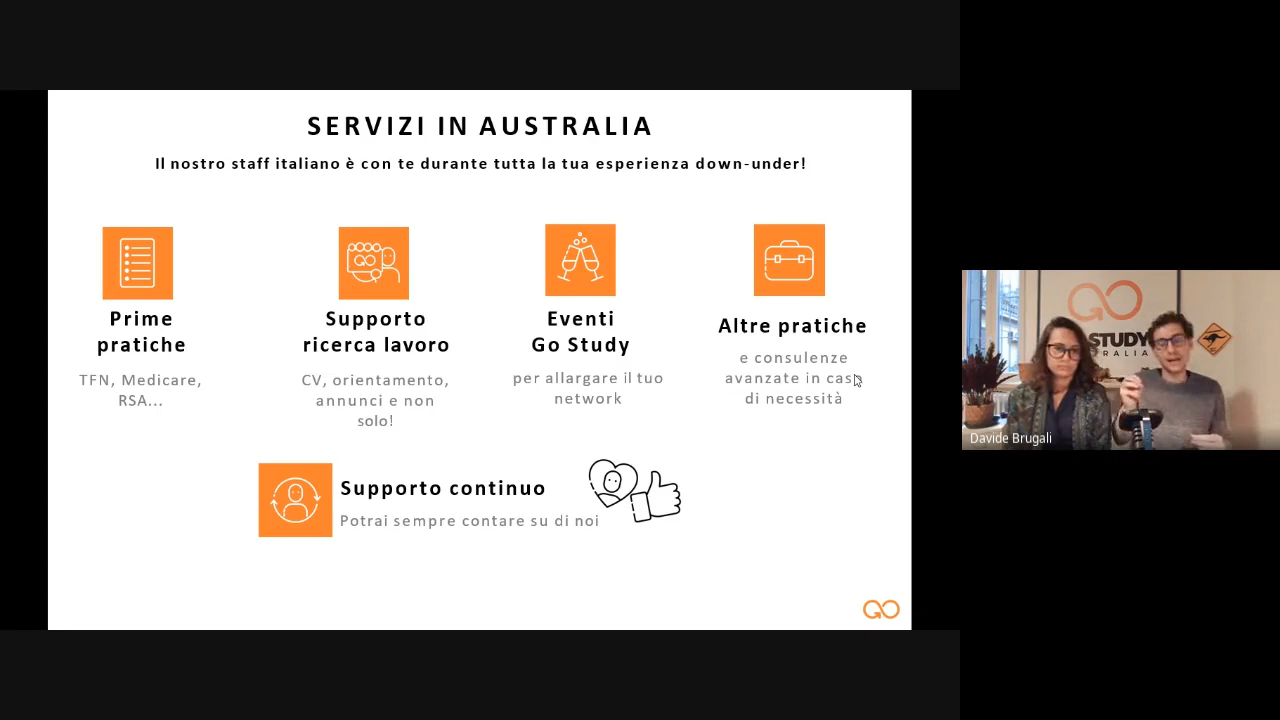 SERVIZI IN AUSTRALIA
Il nostro staff italiano è con te durante tutta la tua esperienza down-under!
Prime
pratiche
TFN, Medicare,
RSA...
Supporto
ricerca lavoro
CV, orientamento,
annunci e non
solo!
Eventi
Go Study
per allargare il tuo
network
Altre pratiche
e consulenze
avanzate in caso
di necessità
Supporto continuo
Potrai sempre contare su di noi
GO
STUDY
Davide Brugali